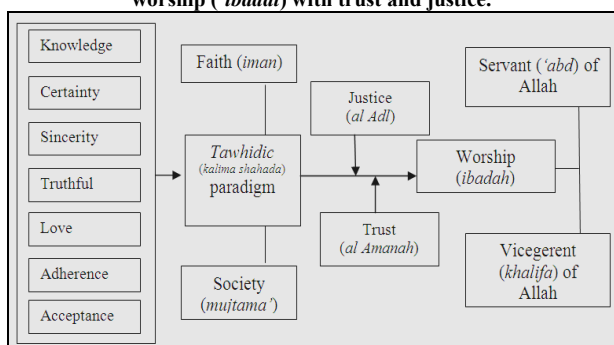 worship (‘ibadat) with trust and justice.
Knowledge
Certainty
Sincerity
Truthful
Love
Adherence
Acceptance
Faith (iman)
Tawhidic
(kalima shahada)
paradigm
Society
(mujtama’)
Justice
(al Adl)
Trust
(al Amanah)
Worship
(ibadah)
Servant (‘abd) of
Allah
Vicegerent
(khalifa) of
Allah